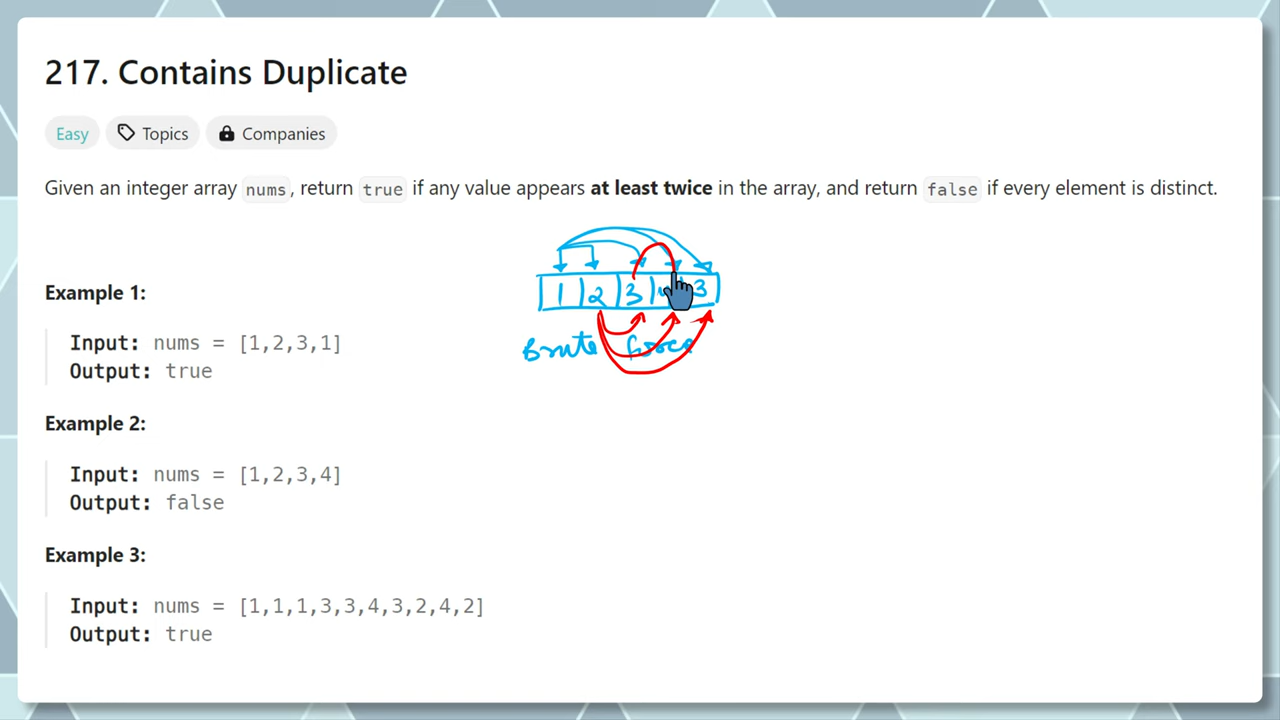 217. Contains Duplicate
Easy Topics Companies
Given an integer array nums, return true if any value appears at least twice in the array, and return false if every element is distinct.
1 2 3 3
Brute force
Example 1:
Input: nums = [1,2,3,1]
Output: true
Example 2:
Input: nums = [1,2,3,4]
Output: false
Example 3:
Input: nums = [1,1,1,3,3,4,3,2,4,2]
Output: true